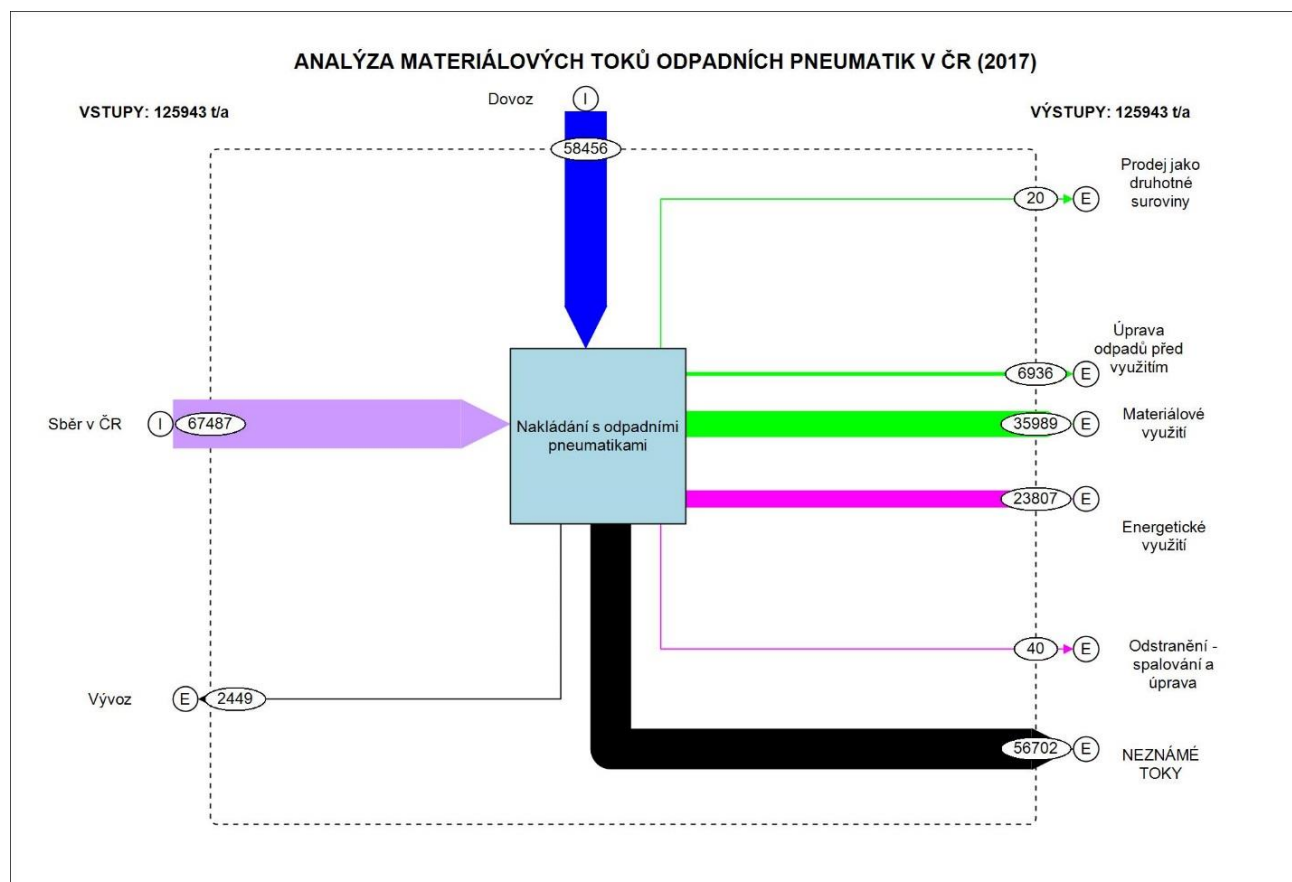 ANALÝZA MATERIÁLOVÝCH TOKŮ ODPADNÍCH PNEUMATIK V ČR (2017)
VSTUPY: 125943 t/a
Dovoz
I
VÝSTUPY: 125943 t/a
58456
Prodej jako
druhotné
suroviny
20
E
Úprava
odpadů před
využitím
6936
E
Sběr v ČR
I
67487
Nakládání s odpadními
pneumatikami
35989
E
Materiálové
využití
23807
E
Energetické
využití
40
E
Odstranění -
spalování a
úprava
Vývoz
E
2449
56702
E
NEZNÁMÉ
TOKY